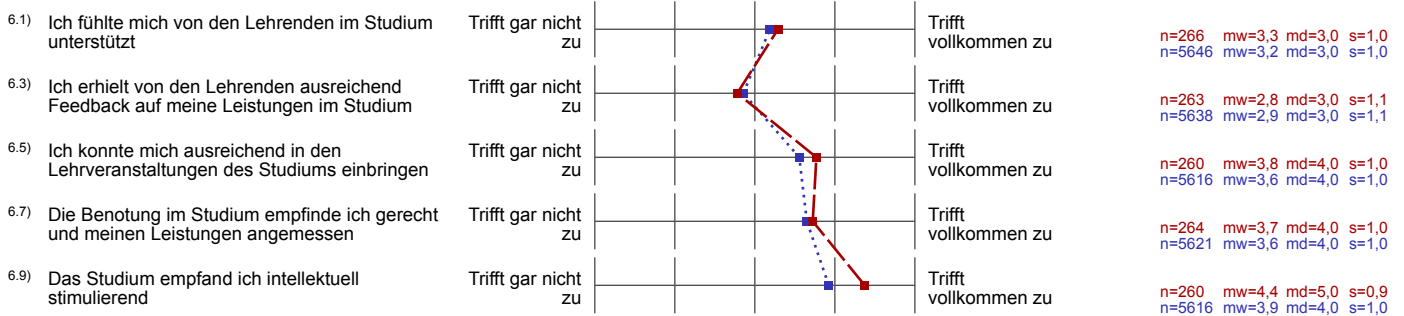 6.1) Ich fühlte mich von den Lehrenden im Studium
unterstützt
Trifft gar nicht
zu
Trifft
vollkommen zu
n=266 mw=3,3 md=3,0 s=1,0
n=5646 mw=3,2 md=3,0 s=1,0
6.3) Ich erhielt von den Lehrenden ausreichend
Feedback auf meine Leistungen im Studium
Trifft gar nicht
zu
Trifft
vollkommen zu
n=263 mw=2,8 md=3,0 s=1,1
n=5638 mw=2,9 md=3,0 s=1,1
6.5) Ich konnte mich ausreichend in den
Lehrveranstaltungen des Studiums einbringen
Trifft gar nicht
zu
Trifft
vollkommen zu
n=260 mw=3,8 md=4,0 s=1,0
n=5616 mw=3,6 md=4,0 s=1,0
6.7) Die Benotung im Studium empfinde ich gerecht
und meinen Leistungen angemessen
Trifft gar nicht
zu
Trifft
vollkommen zu
n=264 mw=3,7 md=4,0 s=1,0
n=5621 mw=3,6 md=4,0 s=1,0
6.9) Das Studium empfand ich intellektuell
stimulierend
Trifft gar nicht
zu
Trifft
vollkommen zu
n=260 mw=4,4 md=5,0 s=0,9
n=5616 mw=3,9 md=4,0 s=1,0